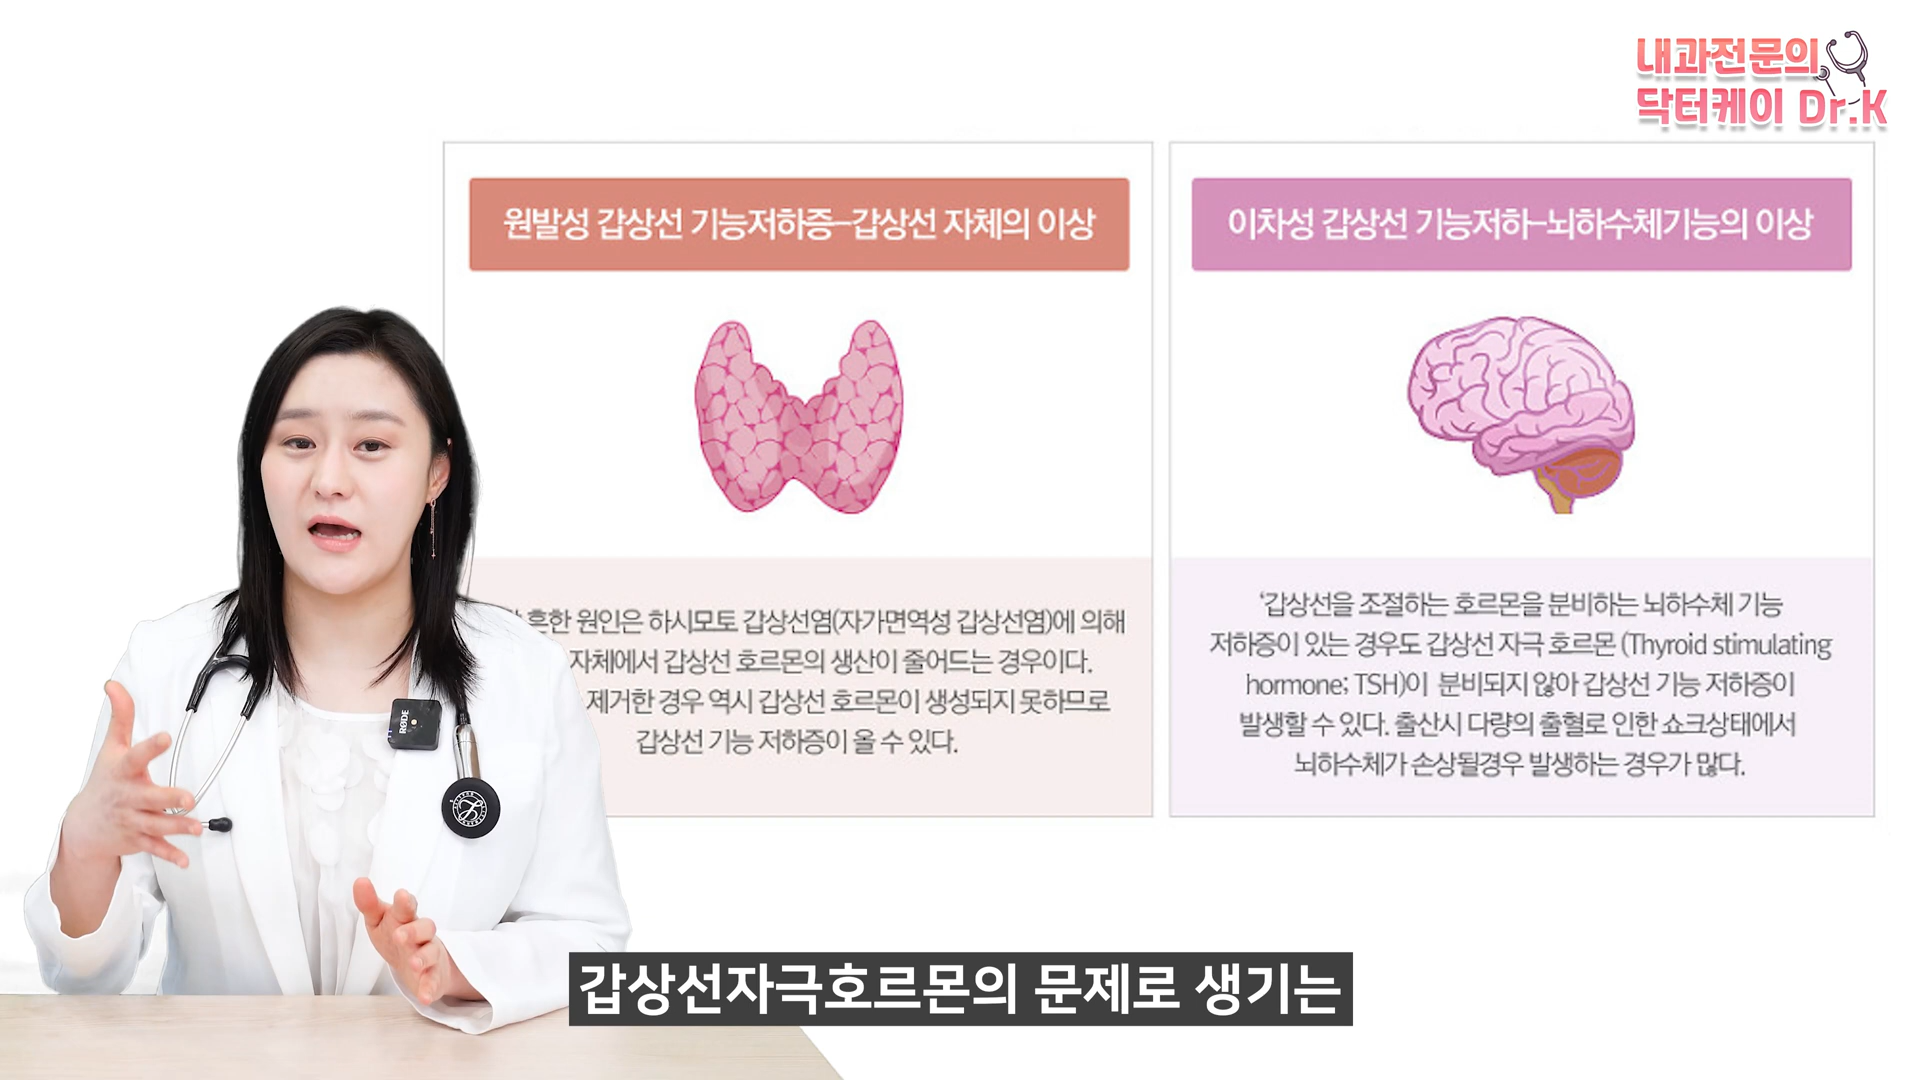 내과전문의
닥터케이 Dr.K
원발성 갑상선 기능저하증-갑상선 자체의 이상
흔한 원인은 하시모토 갑상선염(자가면역성 갑상선염)에 의해
자체에서 갑상선 호르몬의 생산이 줄어드는 경우이다.
제거한 경우 역시 갑상선 호르몬이 생성되지 못하므로
갑상선 기능 저하증이 올 수 있다.
이차성 갑상선 기능저하-뇌하수체기능의 이상
'갑상선을 조절하는 호르몬을 분비하는 뇌하수체 기능
저하증이 있는 경우도 갑상선 자극 호르몬 (Thyroid stimulating
hormone; TSH)이 분비되지 않아 갑상선 기능 저하증이
발생할 수 있다. 출산시 다량의 출혈로 인한 쇼크상태에서
뇌하수체가 손상될경우 발생하는 경우가 많다.
RØDE
갑상선자극호르몬의 문제로 생기는